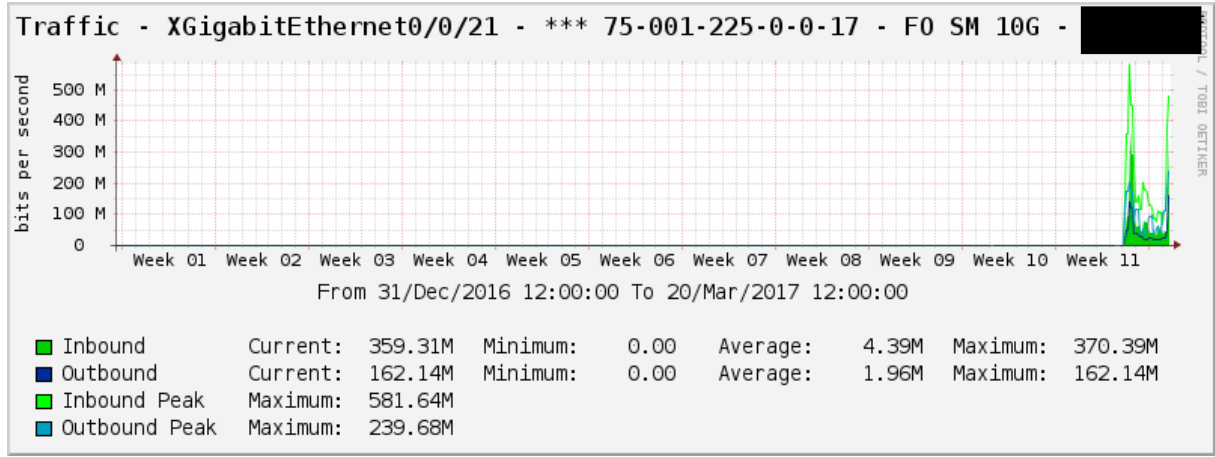 Traffic - XGigabitEthernet0/0/21 - *** 75-001-225-0-0-17 - FO SM 10G -
PROTOCOL / TOBI OETIKER
bits per second
500 M
400 M
300 M
200 M
100 M
0
Week 01 Week 02 Week 03 Week 04 Week 05 Week 06 Week 07 Week 08 Week 09 Week 10 Week 11
From 31/Dec/2016 12:00:00 To 20/Mar/2017 12:00:00
Inbound Current: 359.31M Minimum: 0.00 Average: 4.39M Maximum: 370.39M
Outbound Current: 162.14M Minimum: 0.00 Average: 1.96M Maximum: 162.14M
Inbound Peak Maximum: 581.64M
Outbound Peak Maximum: 239.68M